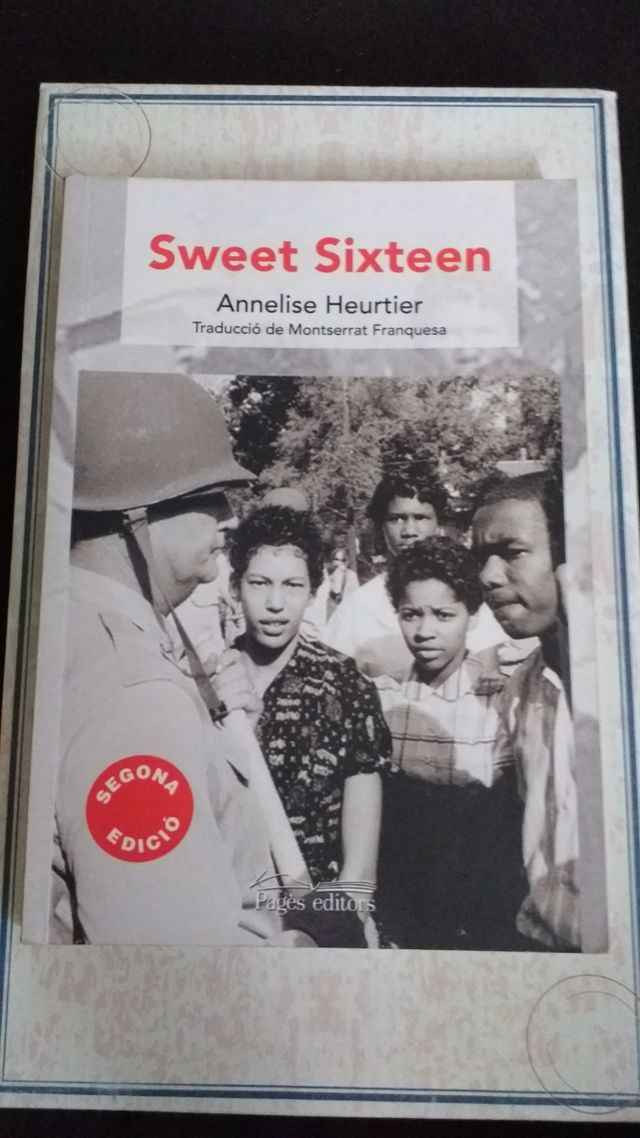 Sweet Sixteen
Annelise Heurtier
Traducció de Montserrat Franquesa
SEGONA
EDICIÓ
Pagès editors